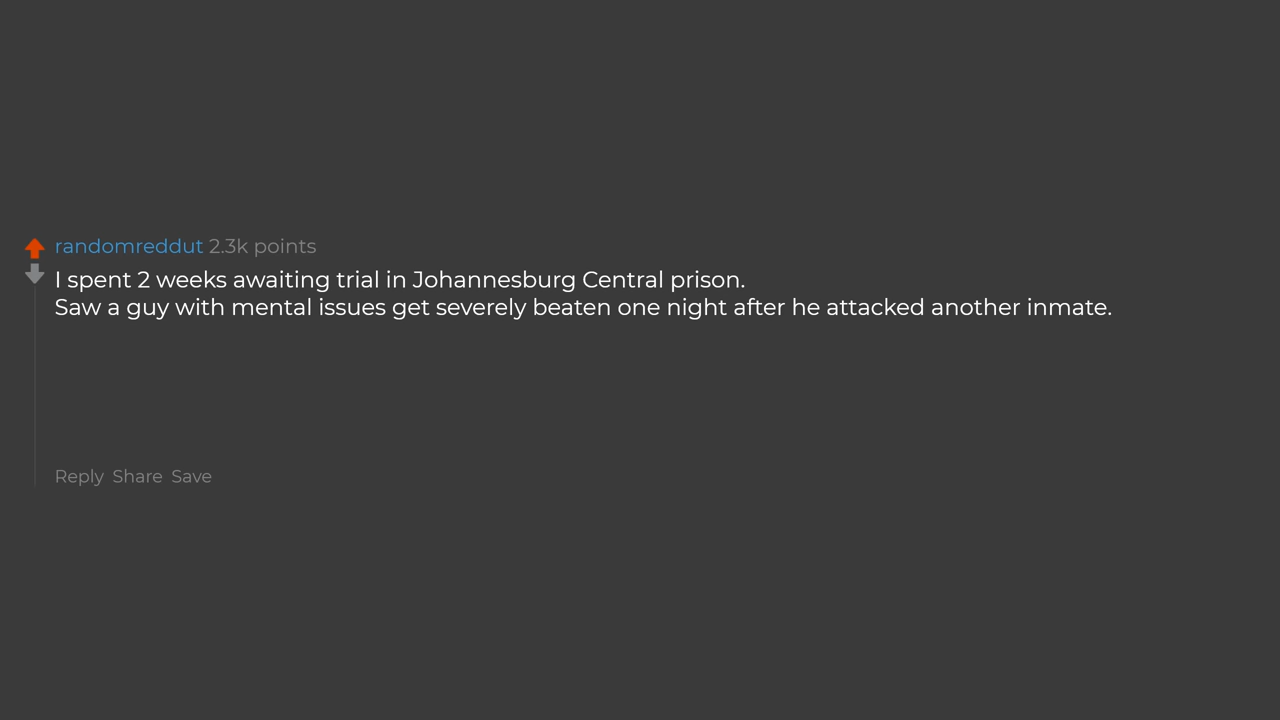 randomreddut 2.3k points
I spent 2 weeks awaiting trial in Johannesburg Central prison.
Saw a guy with mental issues get severely beaten one night after he attacked another inmate.
Reply Share Save